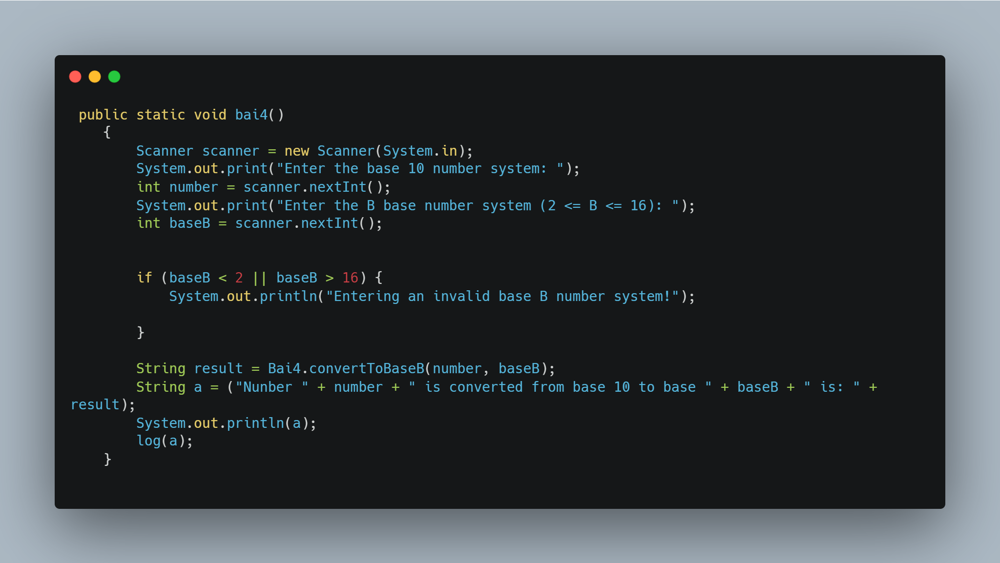 public static void bai4()
{
Scanner scanner = new Scanner(System.in);
System.out.print("Enter the base 10 number system: ");
int number = scanner.nextInt();
System.out.print("Enter the B base number system (2 <= B <= 16): ");
int baseB = scanner.nextInt();
if (baseB < 2 || baseB > 16) {
System.out.println("Entering an invalid base B number system!");
}
String result = Bai4.convertToBaseB(number, baseB);
String a = ("Nunber " + number + " is converted from base 10 to base " + baseB + " is: " +
result);
System.out.println(a);
log(a);
}